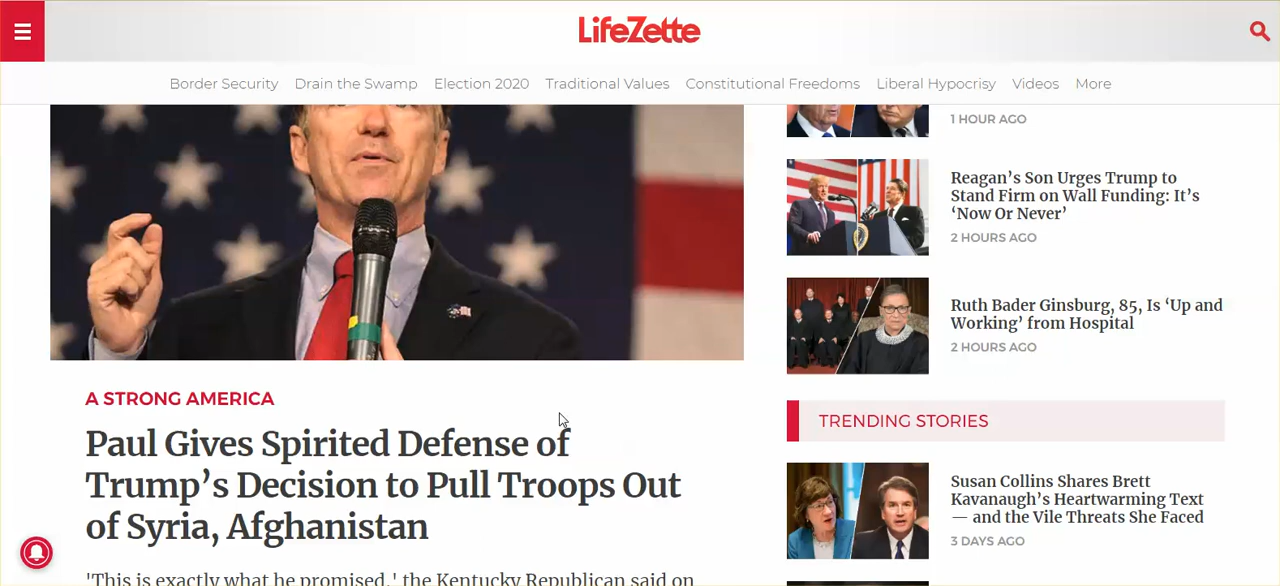 LifeZette
Border Security Drain the Swamp Election 2020 Traditional Values Constitutional Freedoms Liberal Hypocrisy Videos More
A STRONG AMERICA
Paul Gives Spirited Defense of
Trump’s Decision to Pull Troops Out
of Syria, Afghanistan
'This is exactly what he promised,' the Kentucky Republican said on
1 HOUR AGO
Reagan’s Son Urges Trump to
Stand Firm on Wall Funding: It’s
‘Now Or Never’
2 HOURS AGO
Ruth Bader Ginsburg, 85, Is ‘Up and
Working’ from Hospital
2 HOURS AGO
TRENDING STORIES
Susan Collins Shares Brett
Kavanaugh’s Heartwarming Text
— and the Vile Threats She Faced
3 DAYS AGO